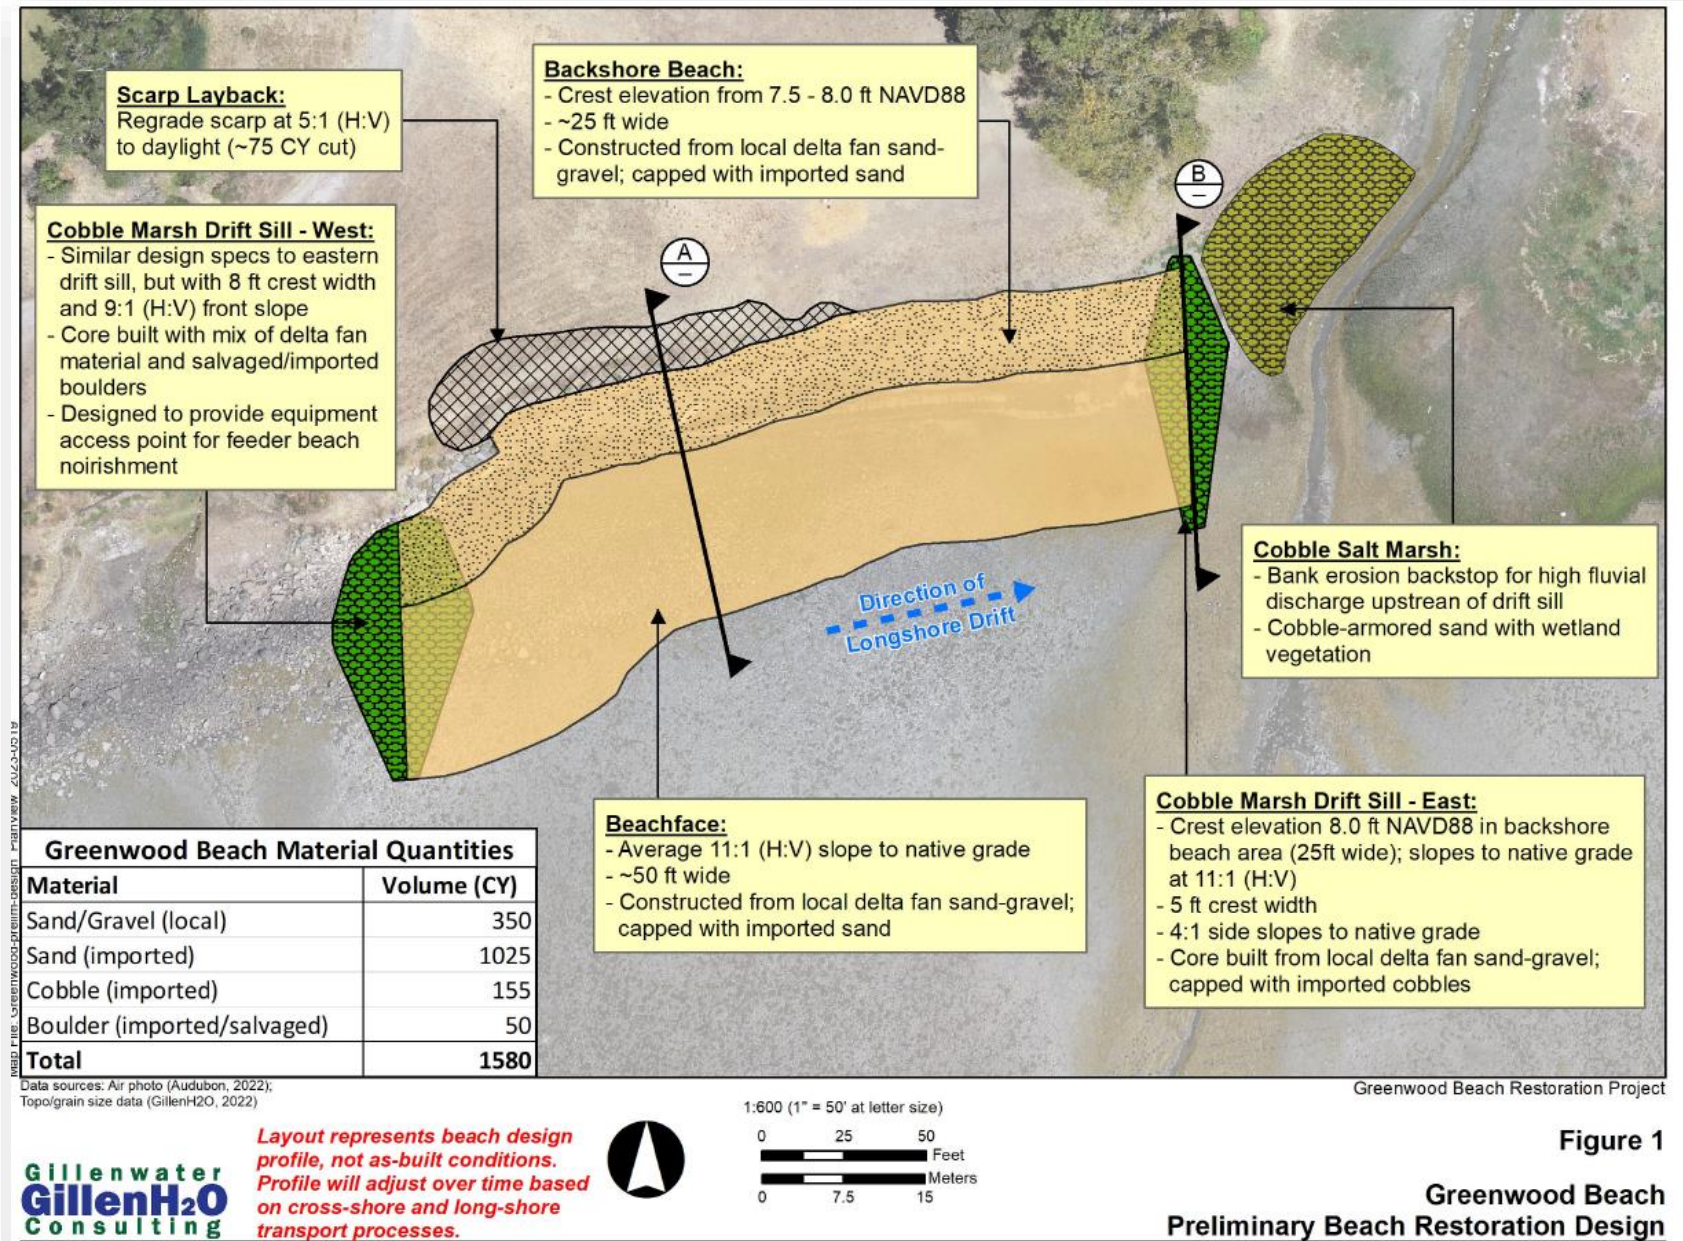 Scarp Layback:
Regrade scarp at 5:1 (H:V)
to daylight (~75 CY cut)
Backshore Beach:
- Crest elevation from 7.5 - 8.0 ft NAVD88
- ~25 ft wide
- Constructed from local delta fan sand-
gravel; capped with imported sand
Cobble Marsh Drift Sill - West:
- Similar design specs to eastern
drift sill, but with 8 ft crest width
and 9:1 (H:V) front slope
- Core built with mix of delta fan
material and salvaged/imported
boulders
- Designed to provide equipment
access point for feeder beach
noirishment
A
–
B
–
Direction of
Longshore Drift
Cobble Salt Marsh:
- Bank erosion backstop for high fluvial
discharge upstrean of drift sill
- Cobble-armored sand with wetland
vegetation
Beachface:
- Average 11:1 (H:V) slope to native grade
- ~50 ft wide
- Constructed from local delta fan sand-gravel;
capped with imported sand
Cobble Marsh Drift Sill - East:
- Crest elevation 8.0 ft NAVD88 in backshore
beach area (25ft wide); slopes to native grade
at 11:1 (H:V)
- 5 ft crest width
- 4:1 side slopes to native grade
- Core built from local delta fan sand-gravel;
capped with imported cobbles
Greenwood Beach Material Quantities
Material Volume (CY)
Sand/Gravel (local) 350
Sand (imported) 1025
Cobble (imported) 155
Boulder (imported/salvaged) 50
Total 1580
Map File: Greenwood-prelim-design_Planview_2023-0519
Data sources: Air photo (Audubon, 2022);
Topo/grain size data (GillenH2O, 2022)
Greenwood Beach Restoration Project
Gillenwater
GillenH2O
Consulting
Layout represents beach design
profile, not as-built conditions.
Profile will adjust over time based
on cross-shore and long-shore
transport processes.
1:600 (1" = 50' at letter size)
0 25 50
Feet
Meters
0 7.5 15
Figure 1
Greenwood Beach
Preliminary Beach Restoration Design